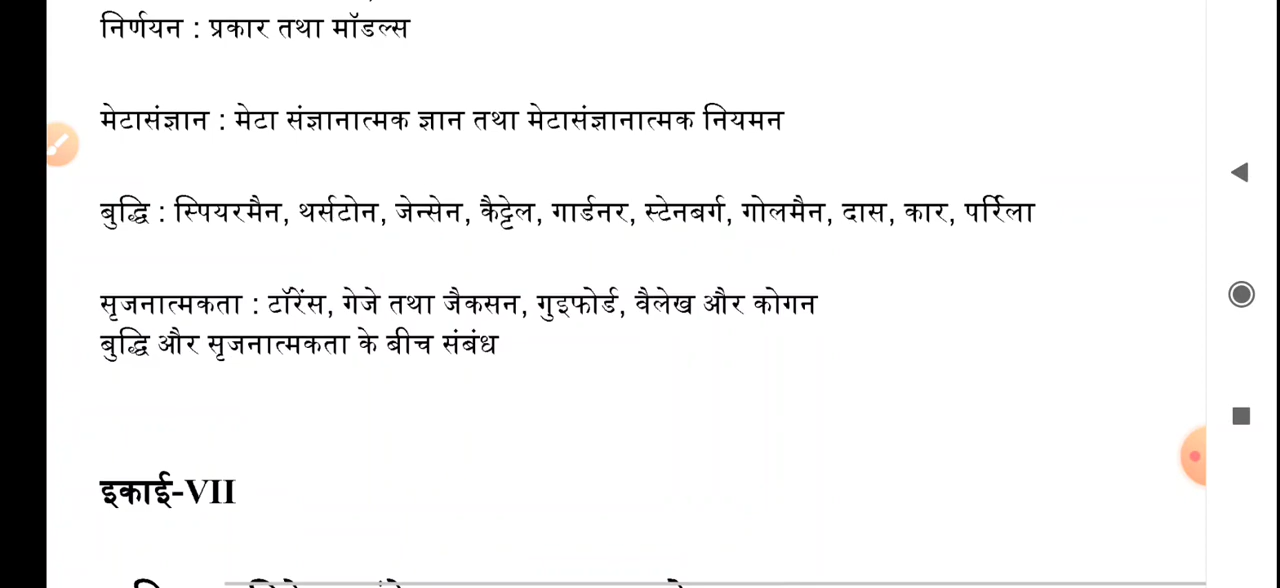 निर्णयन : प्रकार तथा मॉडल्स
मेटासंज्ञान : मेटा संज्ञानात्मक ज्ञान तथा मेटासंज्ञानात्मक नियमन
बुद्धि : स्पियरमैन, थर्सटोन, जेन्सेन, कैट्टेल, गार्डनर, स्टेनबर्ग, गोलमैन, दास, कार, पर्रिला
सृजनात्मकता : टॉरेंस, गेजे तथा जैकसन, गुइफोर्ड, वैलेख और कोगन
बुद्धि और सृजनात्मकता के बीच संबंध
इकाई-VII